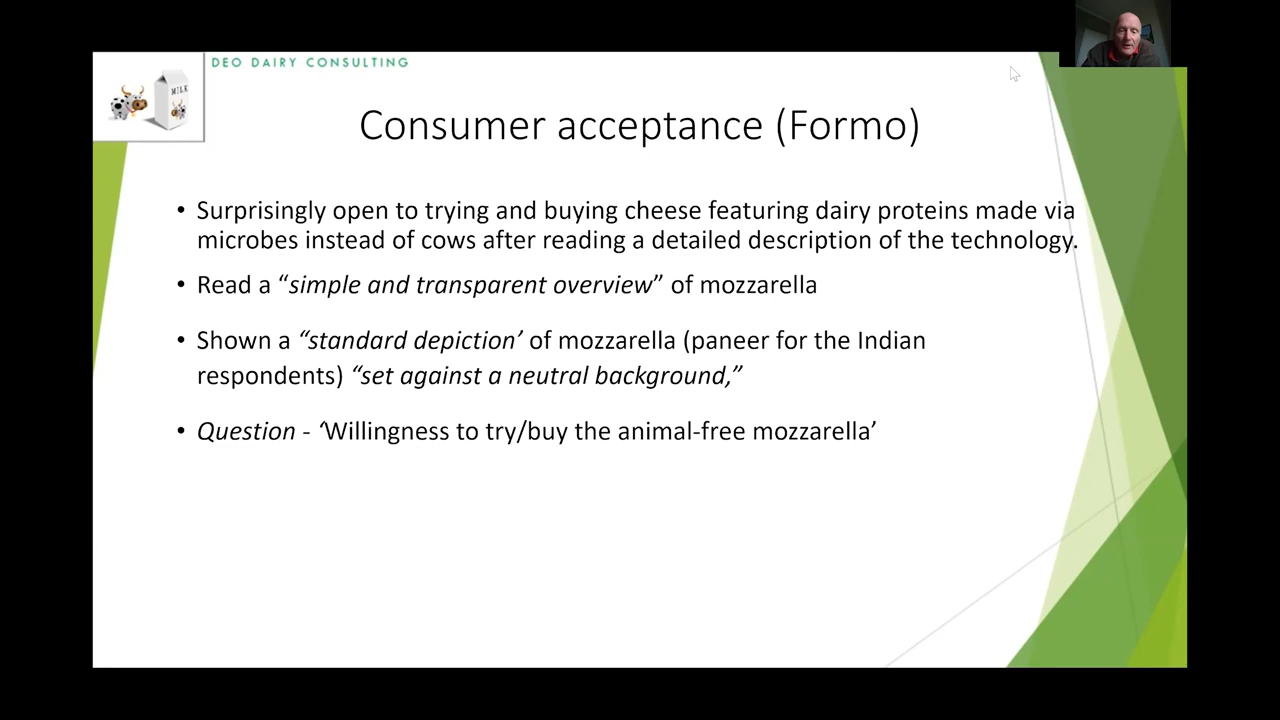 DEO DAIRY CONSULTING
MILK
Consumer acceptance (Formo)
• Surprisingly open to trying and buying cheese featuring dairy proteins made via
microbes instead of cows after reading a detailed description of the technology.
• Read a “simple and transparent overview” of mozzarella
• Shown a “standard depiction’ of mozzarella (paneer for the Indian
respondents) “set against a neutral background,”
• Question - ‘Willingness to try/buy the animal-free mozzarella’